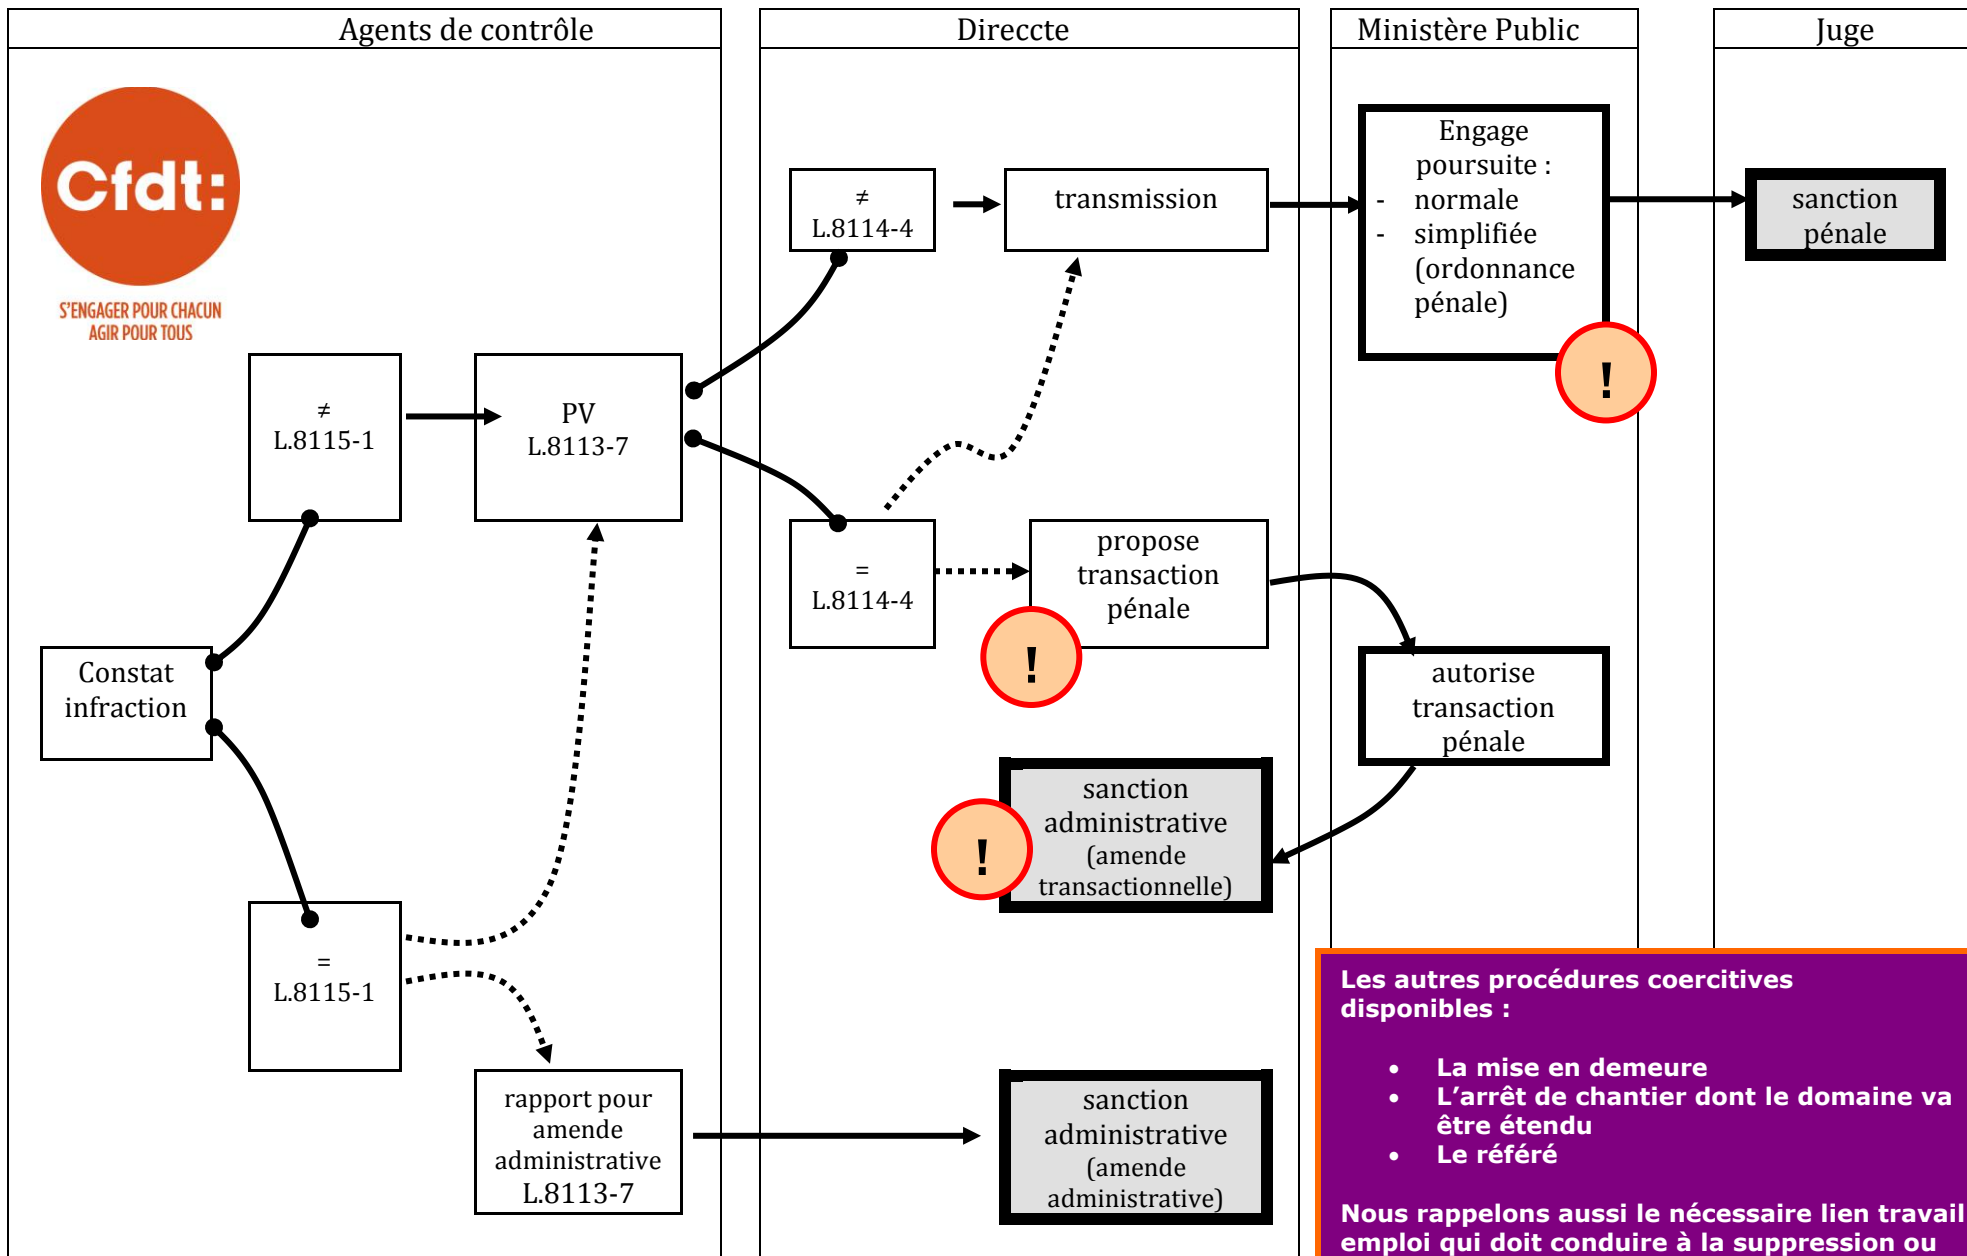 Agents de contrôle
Direccte
Ministère Public
Juge
Cfdt:
S'ENGAGER POUR CHACUN
AGIR POUR TOUS
Constat
infraction
≠
L.8115-1
PV
L.8113-7
=
L.8115-1
rapport pour
amende
administrative
L.8113-7
≠
L.8114-4
transmission
=
L.8114-4
propose
transaction
pénale
!
sanction
administrative
(amende
transactionnelle)
!
sanction
administrative
(amende
administrative)
Engage
poursuite :
- normale
- simplifiée
(ordonnance
pénale)
!
autorise
transaction
pénale
sanction
pénale
Les autres procédures coercitives
disponibles :
• La mise en demeure
• L’arrêt de chantier dont le domaine va
être étendu
• Le référé
Nous rappelons aussi le nécessaire lien travail
emploi qui doit conduire à la suppression ou